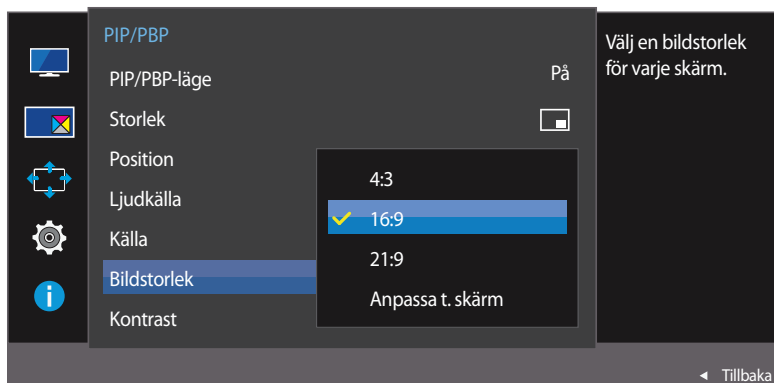 PIP/PBP
PIP/PBP-läge På
Storlek
Position
Ljudkälla
Källa
Bildstorlek
Kontrast
4:3
16:9
21:9
Anpassa t. skärm
Välj en bildstorlek
för varje skärm.
Tillbaka